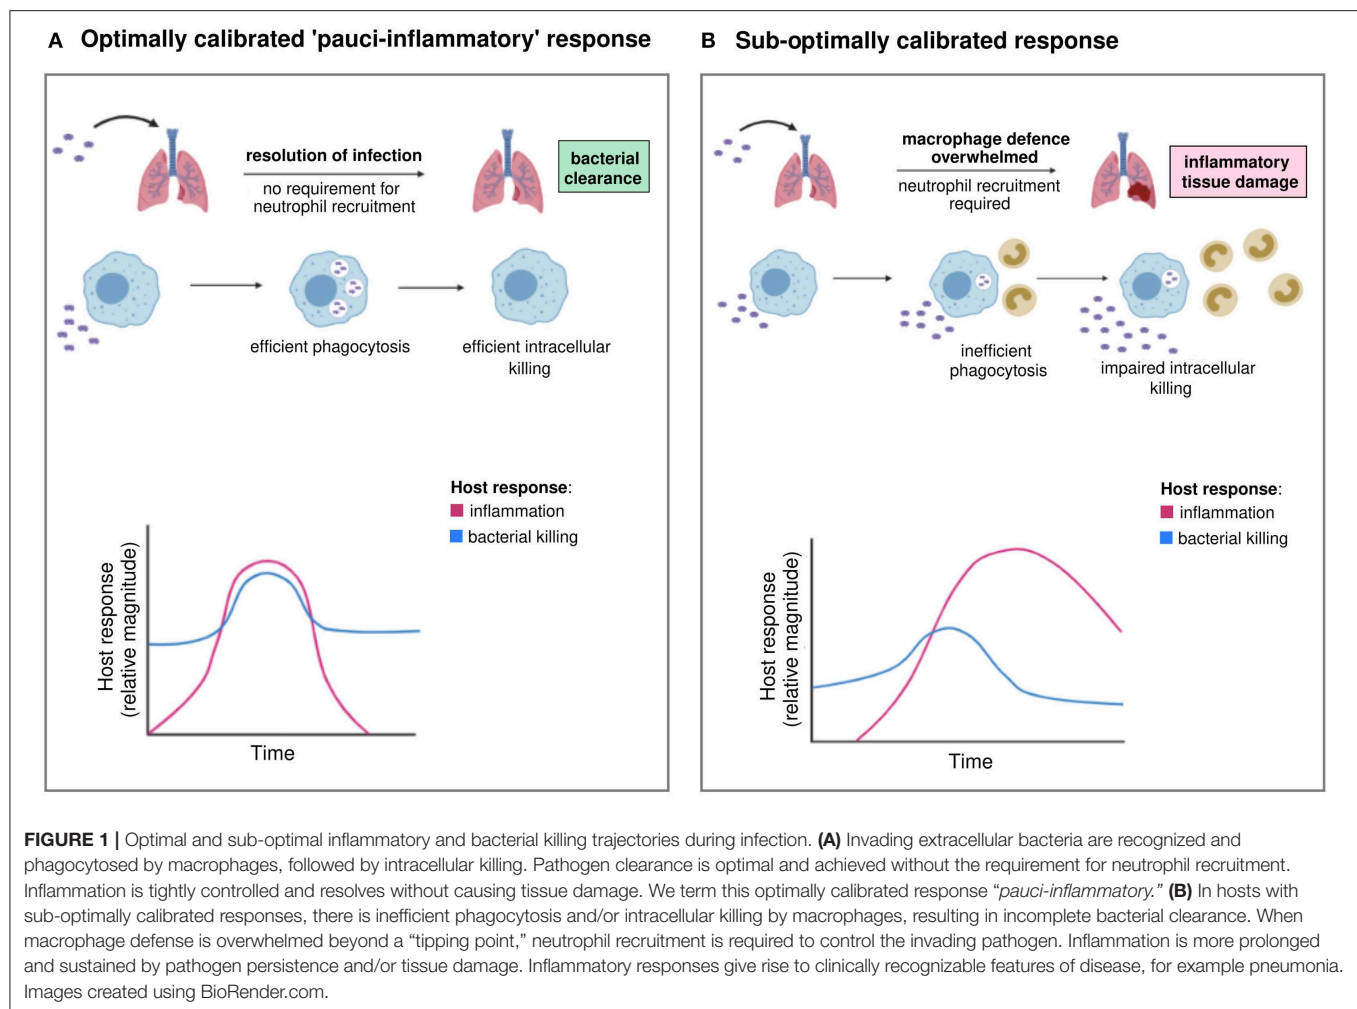 A Optimally calibrated 'pauci-inflammatory' response
resolution of infection
no requirement for
neutrophil recruitment
bacterial
clearance
efficient phagocytosis
efficient intracellular
killing
Host response:
inflammation
bacterial killing
Host response
(relative magnitude)
Time
B Sub-optimally calibrated response
macrophage defence
overwhelmed
neutrophil recruitment
required
inflammatory
tissue damage
inefficient
phagocytosis
impaired intracellular
killing
Host response:
inflammation
bacterial killing
Host response
(relative magnitude)
Time
FIGURE 1 | Optimal and sub-optimal inflammatory and bacterial killing trajectories during infection. (A) Invading extracellular bacteria are recognized and
phagocytosed by macrophages, followed by intracellular killing. Pathogen clearance is optimal and achieved without the requirement for neutrophil recruitment.
Inflammation is tightly controlled and resolves without causing tissue damage. We term this optimally calibrated response “pauci-inflammatory.” (B) In hosts with
sub-optimally calibrated responses, there is inefficient phagocytosis and/or intracellular killing by macrophages, resulting in incomplete bacterial clearance. When
macrophage defense is overwhelmed beyond a “tipping point,” neutrophil recruitment is required to control the invading pathogen. Inflammation is more prolonged
and sustained by pathogen persistence and/or tissue damage. Inflammatory responses give rise to clinically recognizable features of disease, for example pneumonia.
Images created using BioRender.com.